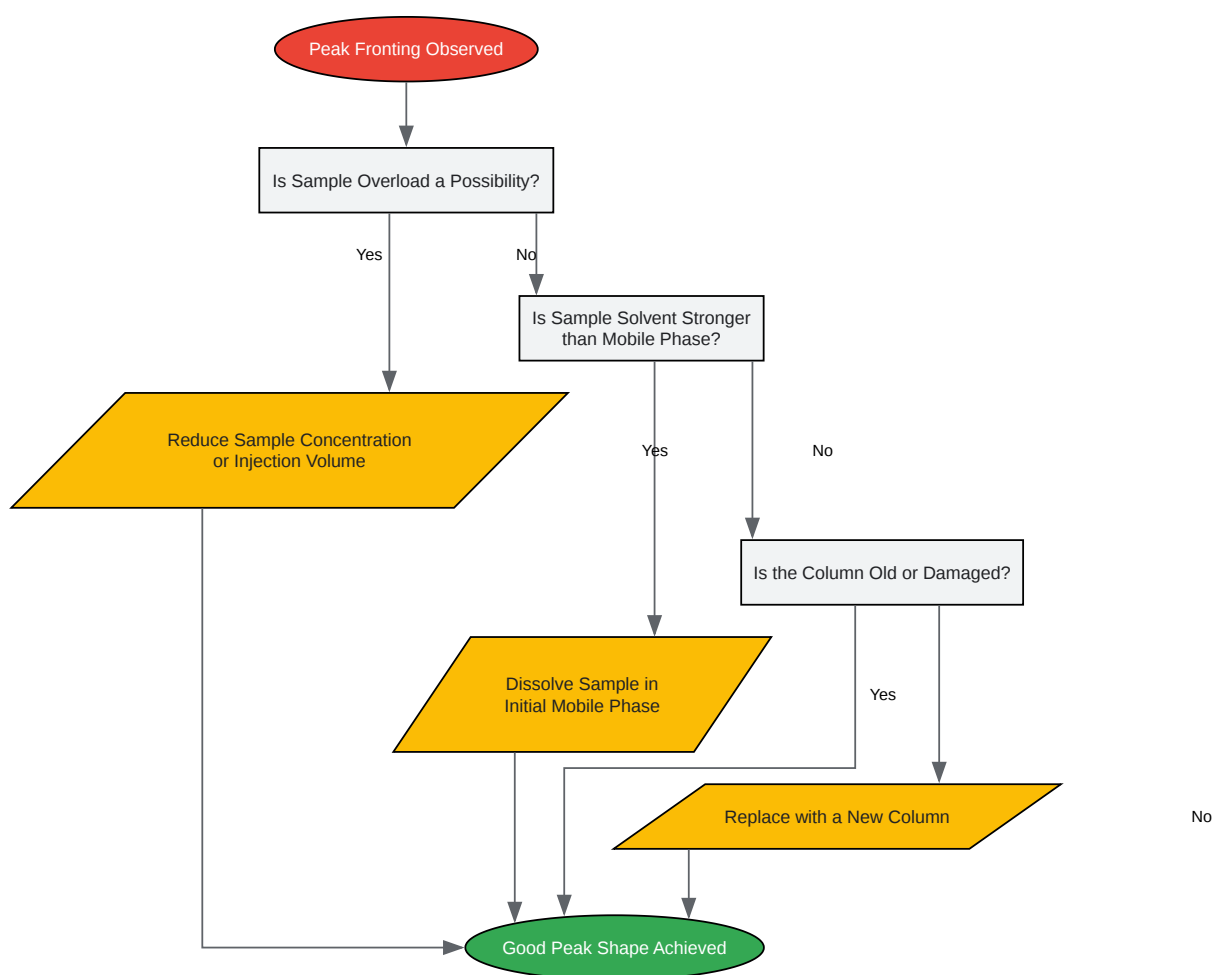 Peak Fronting Observed
Is Sample Overload a Possibility?
Yes
No
Is Sample Solvent Stronger
than Mobile Phase?
Reduce Sample Concentration
or Injection Volume
Yes
No
Is the Column Old or Damaged?
Dissolve Sample in
Initial Mobile Phase
Yes
Replace with a New Column
No
Good Peak Shape Achieved